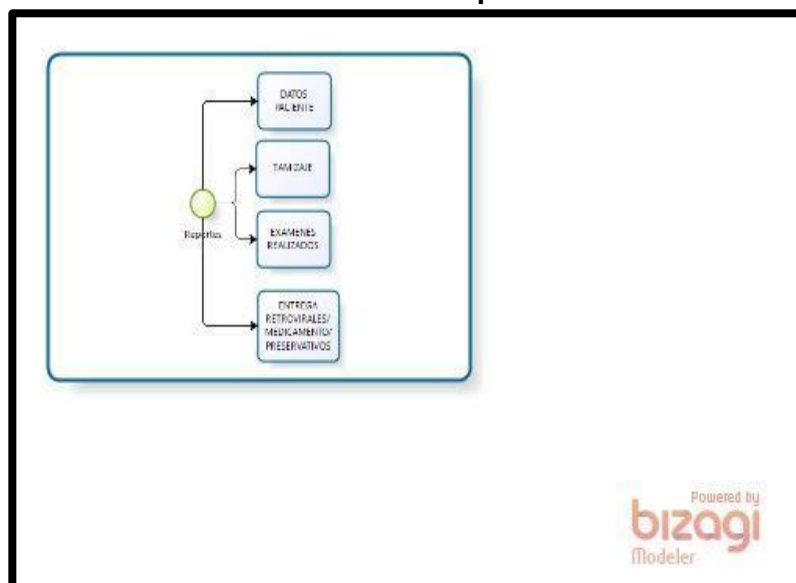 DATOS
PACIENTE
TAMIZAJE
Reportes
EXAMENES
REALIZADOS
ENTREGA
RETROVIRALES/
MEDICAMENTO/
PRESERVATIVOS
Powered by
bizagi
Modeler